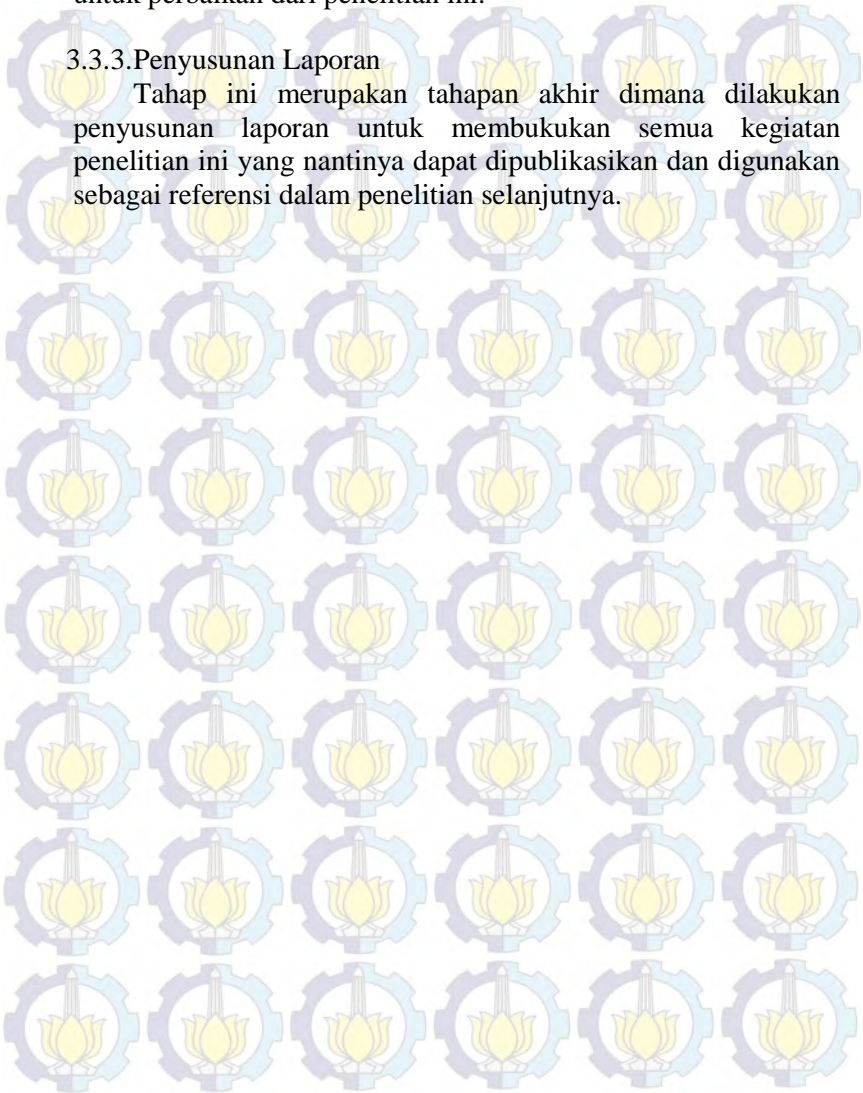 untuk perbaikan dari penelitian ini.
3.3.3.Penyusunan Laporan
Tahap ini merupakan tahapan akhir dimana dilakukan
penyusunan laporan untuk membukukan semua kegiatan
penelitian ini yang nantinya dapat dipublikasikan dan digunakan
sebagai referensi dalam penelitian selanjutnya.